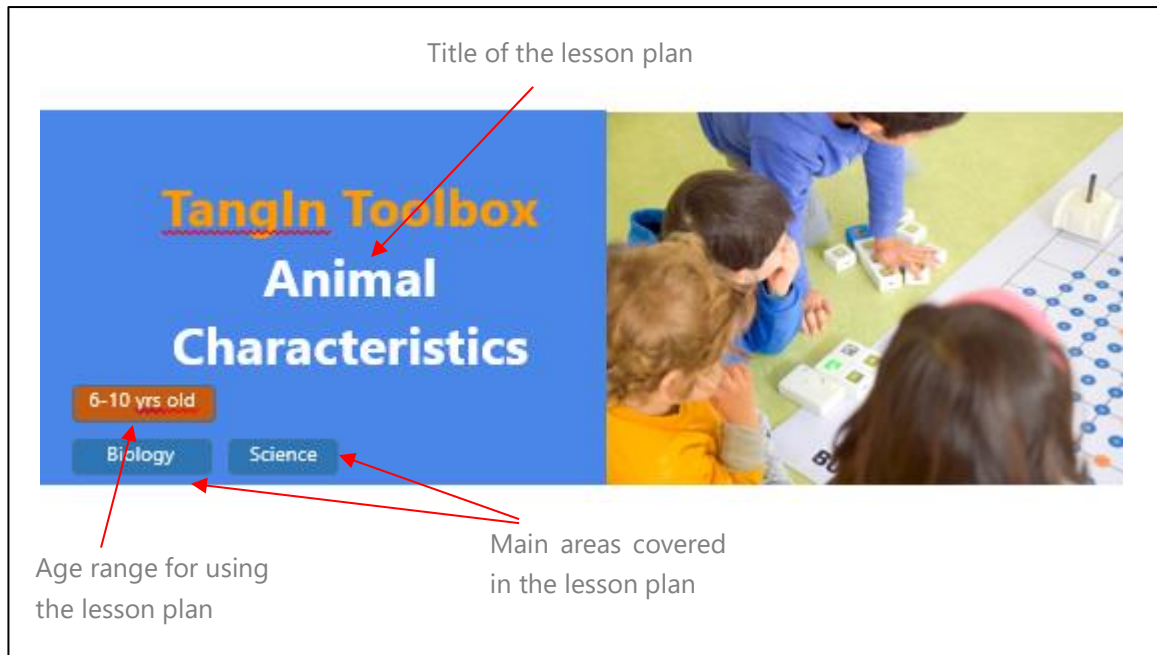 Title of the lesson plan
TangIn Toolbox
Animal
Characteristics
6-10 yrs old
Biology
Science
Age range for using
the lesson plan
Main areas covered
in the lesson plan